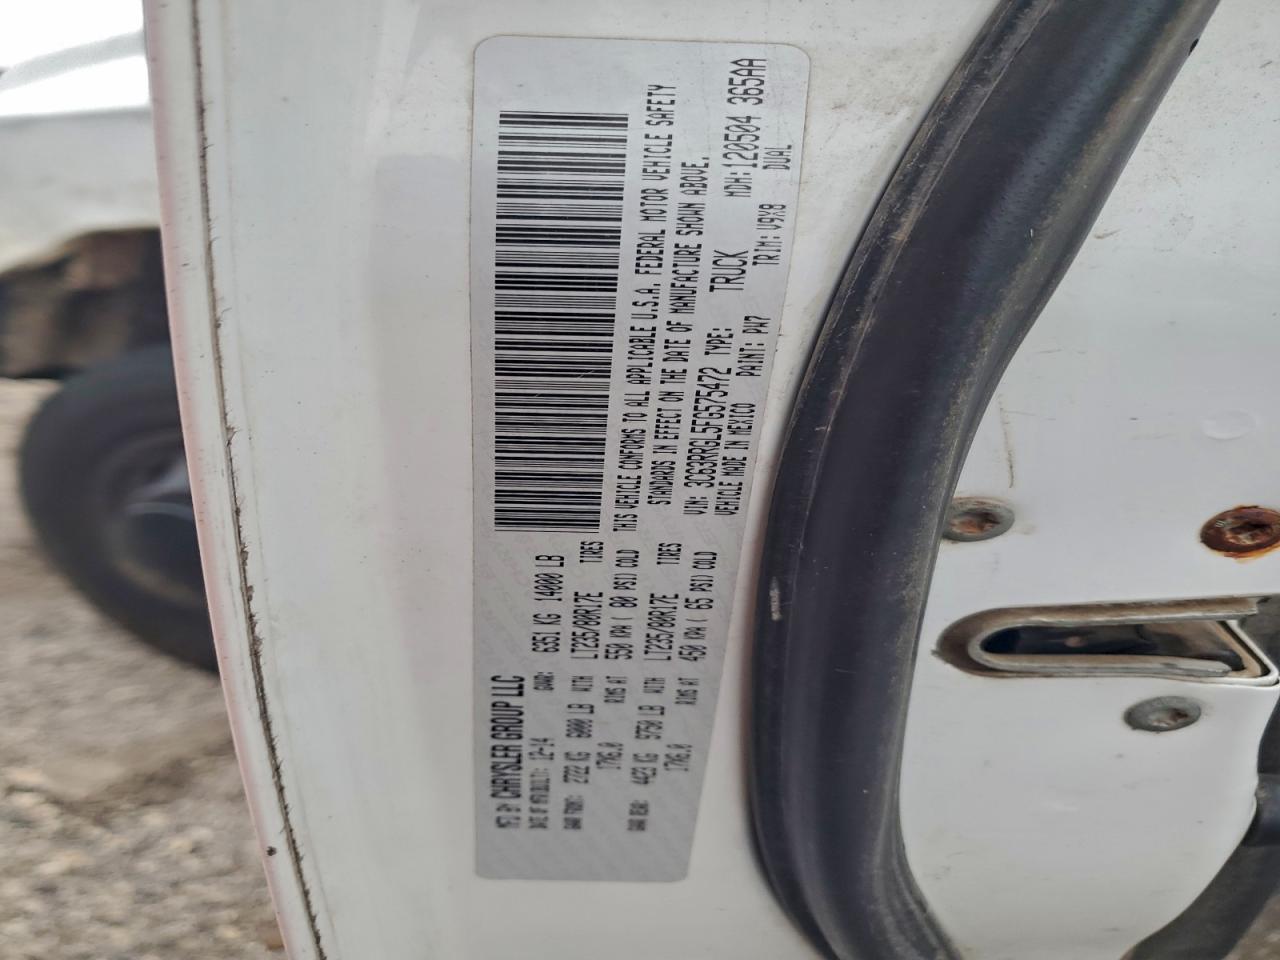 MFD BY CHRYSLER GROUP LLC
DATE OF MFR (BUILT): 12-14 GVWR: 6351 KG 14000 LB
GAWR FRONT: 2722 KG 6000 LB WITH LT235/80R17E TIRES
17X6.0 RIMS AT 550 KPA ( 80 PSI) COLD
GAWR REAR: 4423 KG 9750 LB WITH LT235/80R17E TIRES
17X6.0 RIMS AT 450 KPA ( 65 PSI) COLD
THIS VEHICLE CONFORMS TO ALL APPLICABLE U.S.A. FEDERAL MOTOR VEHICLE SAFETY
STANDARDS IN EFFECT ON THE DATE OF MANUFACTURE SHOWN ABOVE.
VIN: 3C63RRGL5FG575472 TYPE: TRUCK MDH: 120504 365AA
VEHICLE MADE IN MEXICO PAINT: PW7 TRIM: V9X8 DUAL